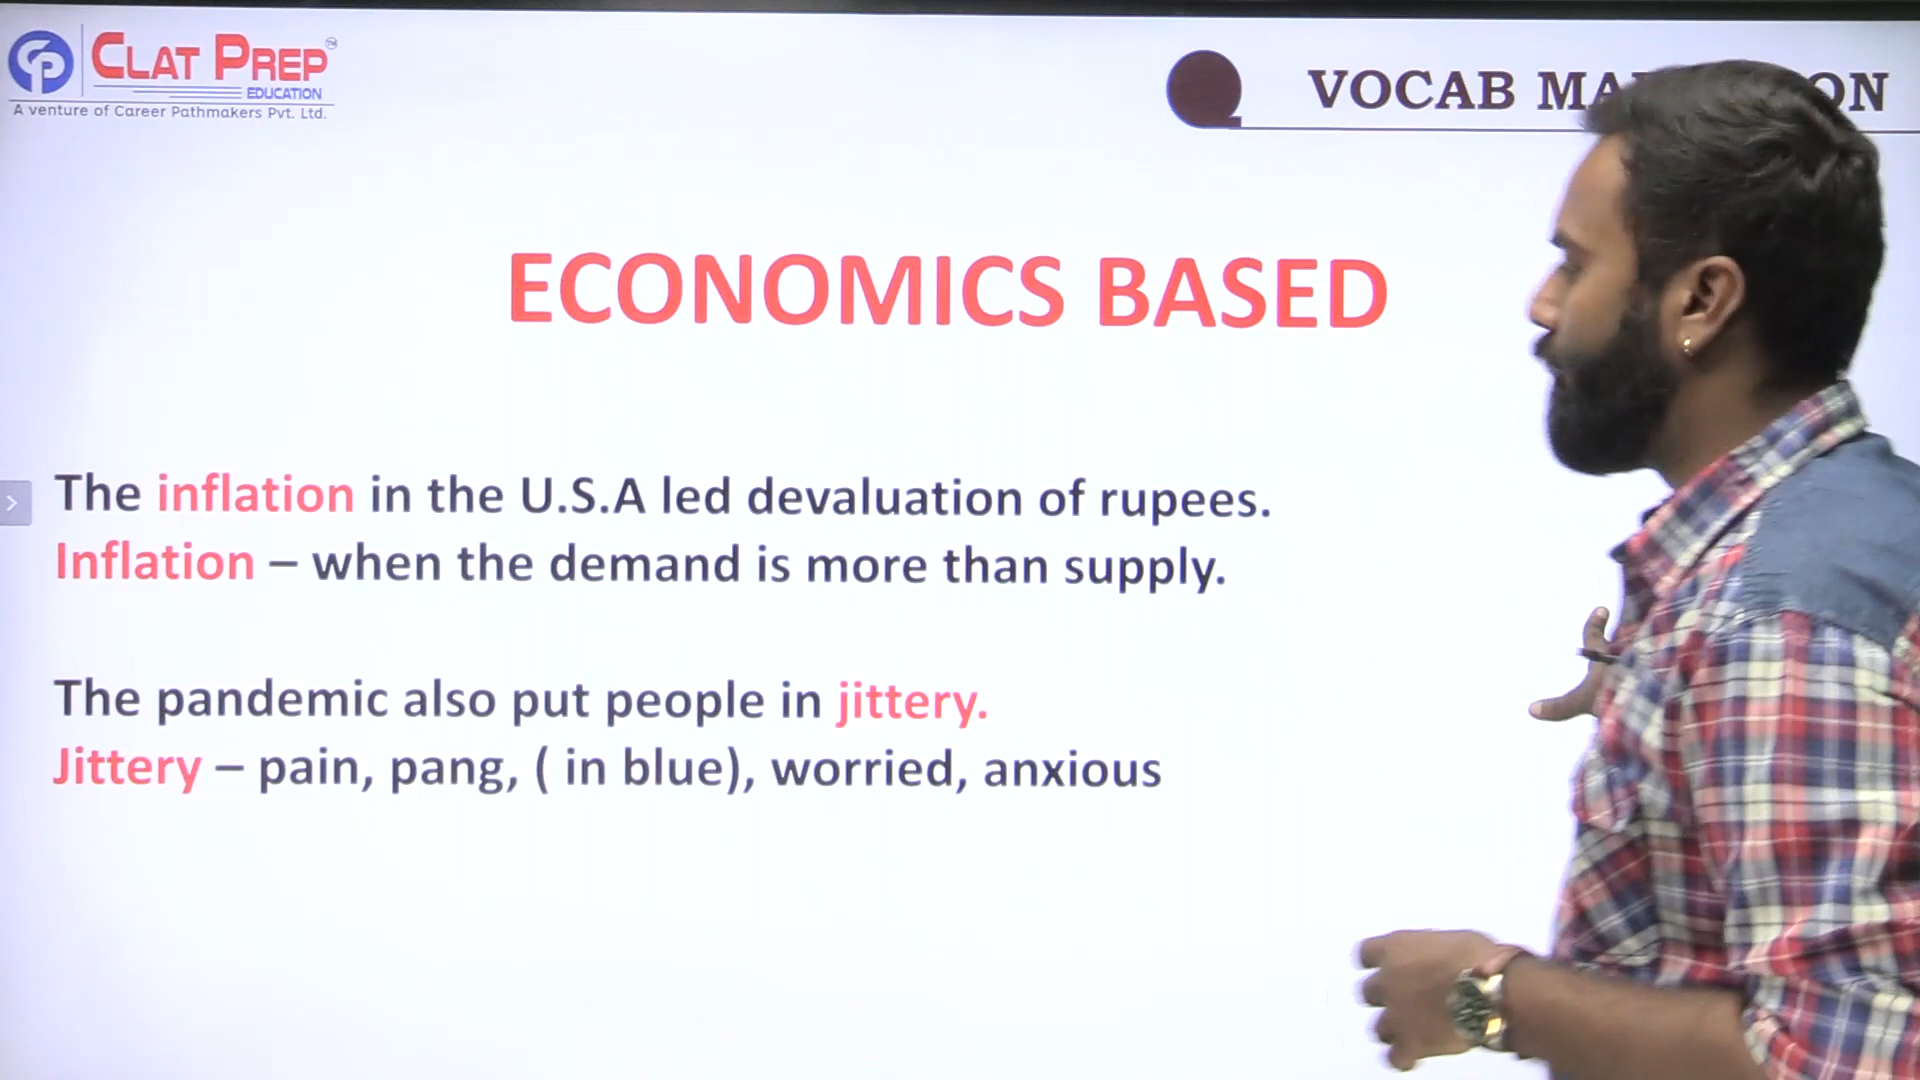 CLAT PREP
TM
EDUCATION
A venture of Career Pathmakers Pvt. Ltd.
VOCAB
ECONOMICS BASED
The inflation in the U.S.A led devaluation of rupees.
Inflation – when the demand is more than supply.
The pandemic also put people in jittery.
Jittery – pain, pang, ( in blue), worried, anxious